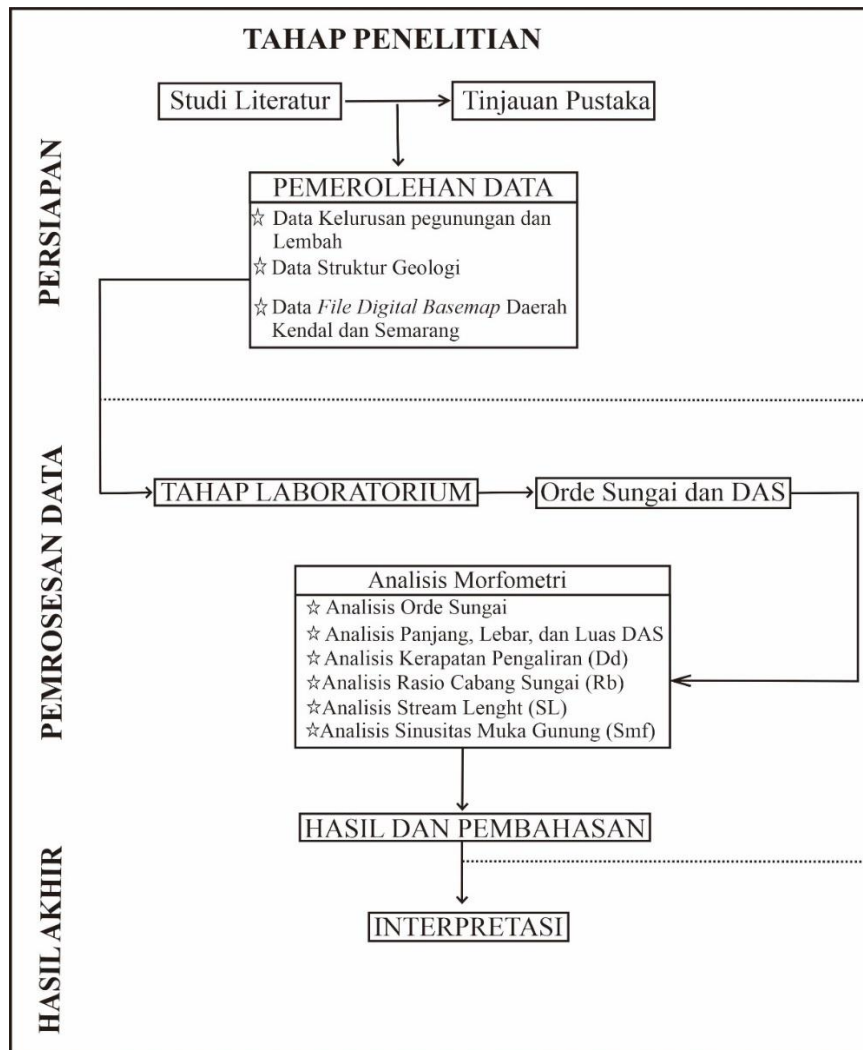 TAHAP PENELITIAN
Studi Literatur
Tinjauan Pustaka
PERSIAPAN
PEMEROLEHAN DATA
☆ Data Kelurusan pegunungan dan
Lembah
☆ Data Struktur Geologi
☆ Data File Digital Basemap Daerah
Kendal dan Semarang
PEMROSESAN DATA
TAHAP LABORATORIUM
Orde Sungai dan DAS
Analisis Morfometri
☆ Analisis Orde Sungai
☆ Analisis Panjang, Lebar, dan Luas DAS
☆ Analisis Kerapatan Pengaliran (Dd)
☆ Analisis Rasio Cabang Sungai (Rb)
☆ Analisis Stream Lenght (SL)
☆Analisis Sinusitas Muka Gunung (Smf)
HASIL DAN PEMBAHASAN
HASIL AKHIR
INTERPRETASI